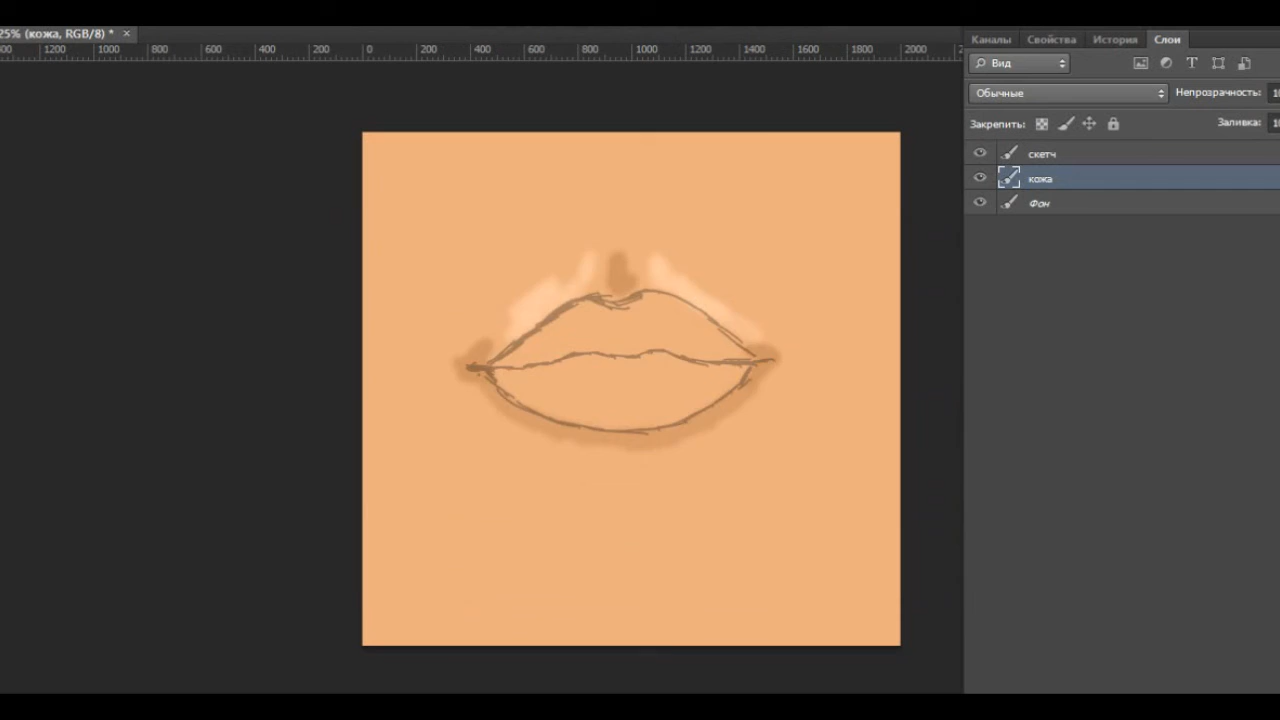 25% (кожа, RGB/8) * ×
1200 1000 800 600 400 200 0 200 400 600 800 1000 1200 1400 1600 1800 2000
Каналы Свойства История Слои
Вид
Обычные Непрозрачность:
Закрепить: Заливка:
скетч
кожа
Фон